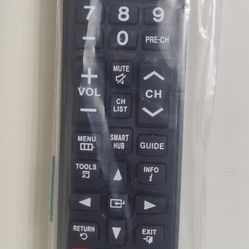 7 8 9
- 0 PRE-CH
+ MUTE
VOL CH
- CH LIST
MENU SMART HUB GUIDE
TOOLS INFO
i
RETURN EXIT